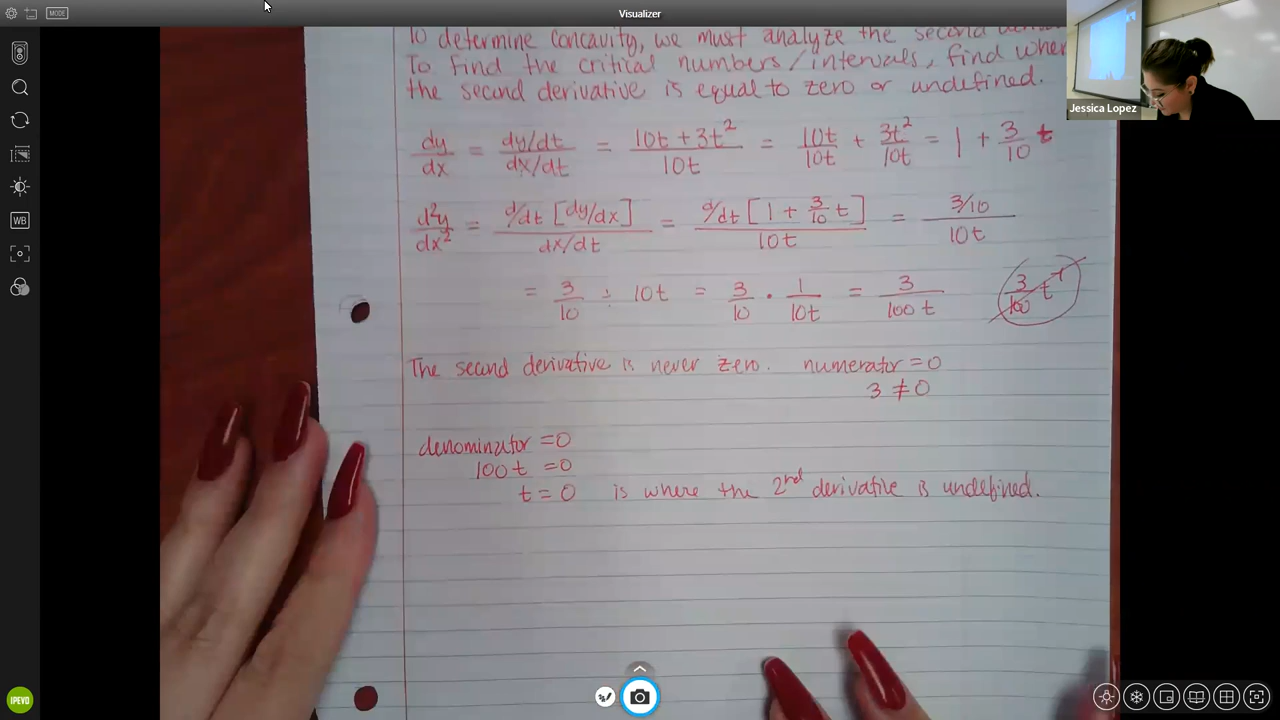 MODE
Visualizer
WB
IPEVO
Jessica Lopez
To determine concavity, we must analyze the second
To find the critical numbers/intervals, find
the second derivative is equal to zero or undefined.
dy/dx = (dy/dt)/(dx/dt) = (10t + 3t²)/(10t) = 10t/10t + 3t²/10t = 1 + 3/10 t
d²y/dx² = (d/dt [dy/dx])/(dx/dt) = (d/dt [1 + 3/10 t])/(10t) = (3/10)/(10t)
= 3/10 ÷ 10t = 3/10 · 1/10t = 3/100t
The second derivative is never zero. numerator = 0
3 ≠ 0
denominator = 0
100t = 0
t = 0 is where the 2nd derivative is undefined.